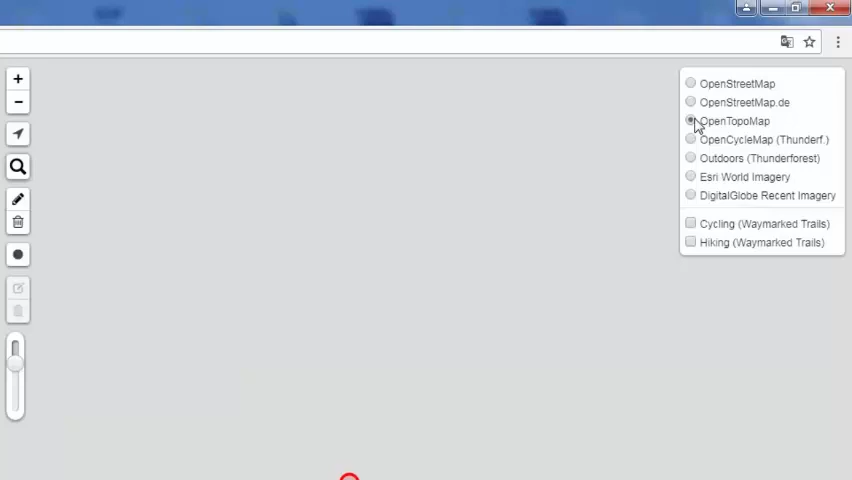 +
−
OpenStreetMap
OpenStreetMap.de
OpenTopoMap
OpenCycleMap (Thunderf.)
Outdoors (Thunderforest)
Esri World Imagery
DigitalGlobe Recent Imagery
Cycling (Waymarked Trails)
Hiking (Waymarked Trails)